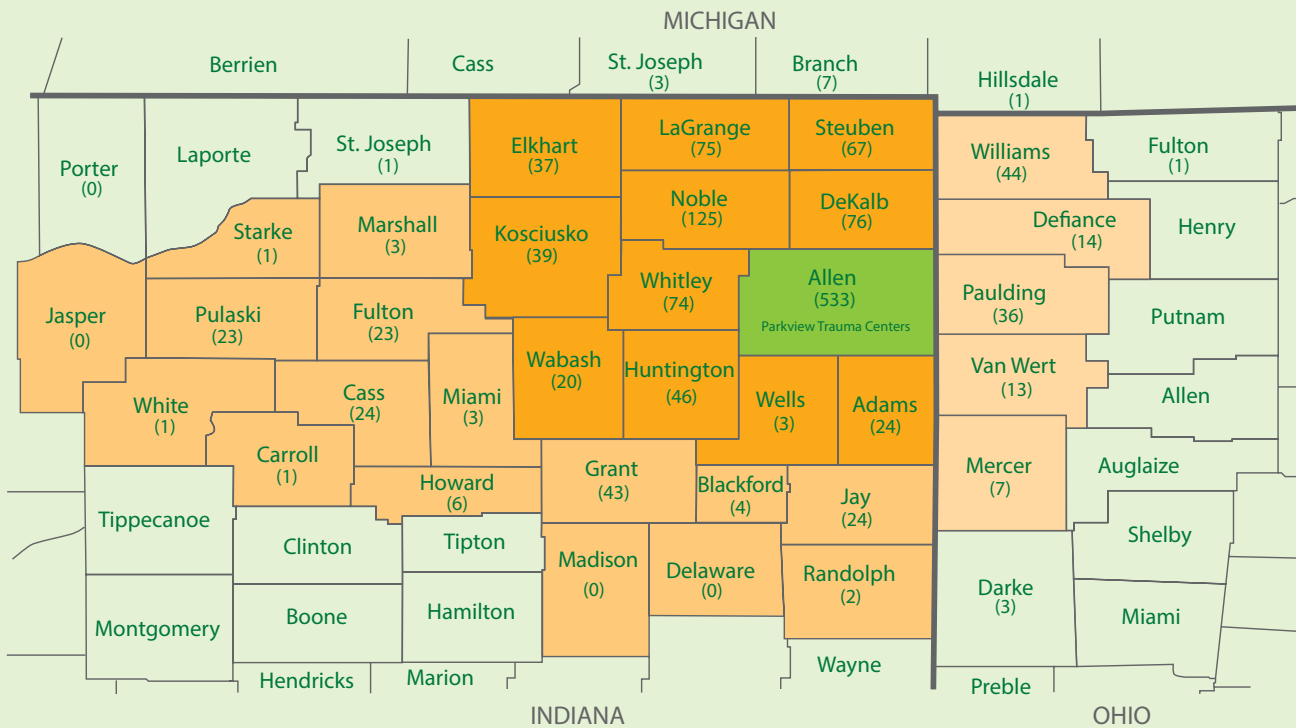 MICHIGAN
Berrien
Cass
St. Joseph
(3)
Branch
(7)
Hillsdale
(1)
Porter
(0)
Laporte
St. Joseph
(1)
Elkhart
(37)
LaGrange
(75)
Steuben
(67)
Williams
(44)
Fulton
(1)
Starke
(1)
Marshall
(3)
Kosciusko
(39)
Noble
(125)
DeKalb
(76)
Defiance
(14)
Henry
Jasper
(0)
Pulaski
(23)
Fulton
(23)
Whitley
(74)
Allen
(533)
Parkview Trauma Centers
Paulding
(36)
Putnam
White
(1)
Cass
(24)
Miami
(3)
Wabash
(20)
Huntington
(46)
Wells
(3)
Adams
(24)
Van Wert
(13)
Allen
Carroll
(1)
Howard
(6)
Grant
(43)
Blackford
(4)
Jay
(24)
Mercer
(7)
Auglaize
Tippecanoe
Clinton
Tipton
Madison
(0)
Delaware
(0)
Randolph
(2)
Darke
(3)
Shelby
Montgomery
Boone
Hamilton
Miami
Hendricks
Marion
Wayne
Preble
INDIANA
OHIO